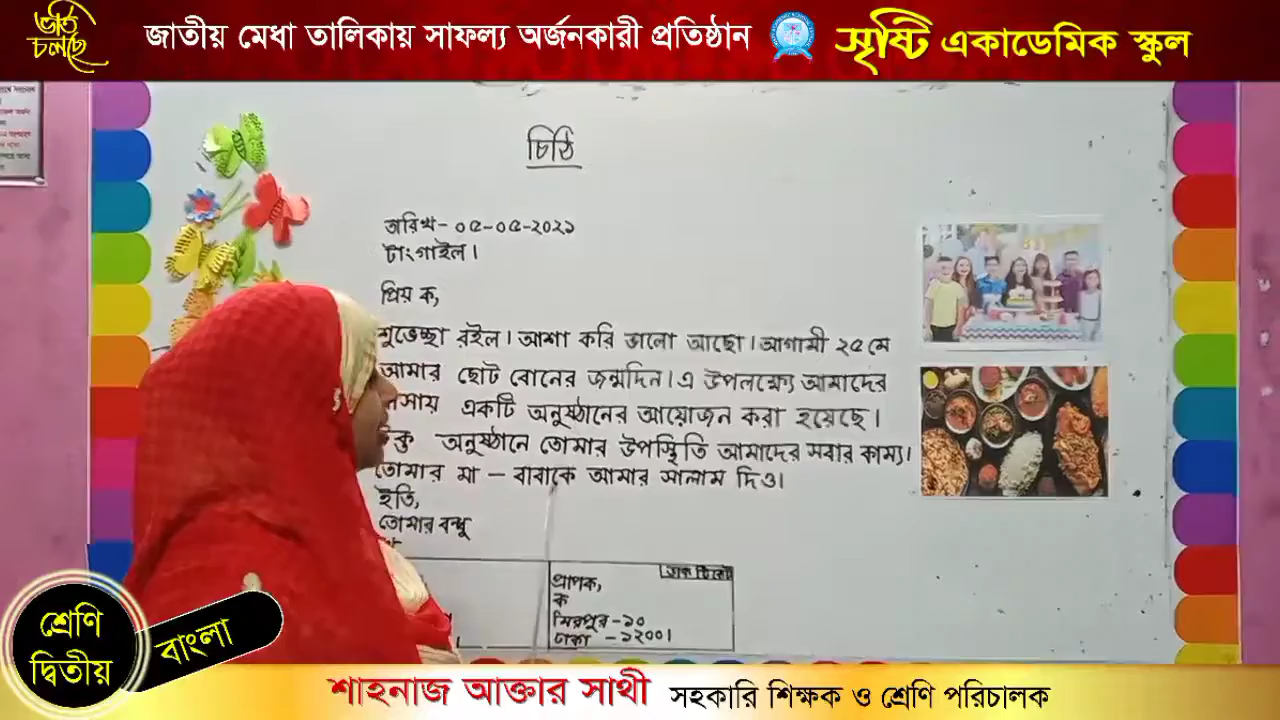 ভর্তি চলছে
জাতীয় মেধা তালিকায় সাফল্য অর্জনকারী প্রতিষ্ঠান সৃষ্টি একাডেমিক স্কুল
চিঠি
তারিখ-০৫-০৫-২০২১
টাংগাইল।
প্রিয় ক,
শুভেচ্ছা রইল। আশা করি ভালো আছো। আগামী ২৫ মে
আমার ছোট বোনের জন্মদিন। এ উপলক্ষ্যে আমাদের
একটি অনুষ্ঠানের আয়োজন করা হয়েছে।
অনুষ্ঠানে তোমার উপস্থিতি আমাদের সবার কাম্য।
তোমার মা - বাবাকে আমার সালাম দিও।
ইতি,
তোমার বন্ধু
ডাক টিকেট
প্রাপক,
ক
মিরপুর -১০
ঢাকা -১২০০।
শ্রেণি
দ্বিতীয়
বাংলা
শাহনাজ আক্তার সাথী সহকারি শিক্ষক ও শ্রেণি পরিচালক